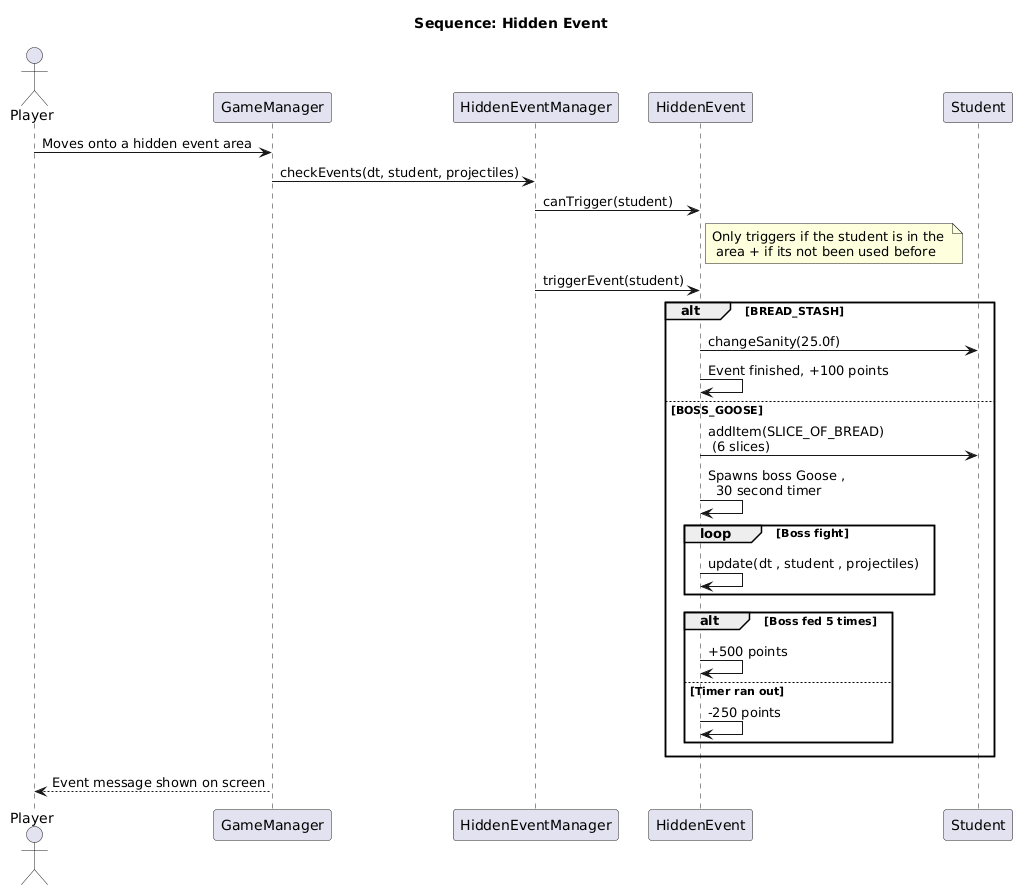 Sequence: Hidden Event
Player
GameManager
HiddenEventManager
HiddenEvent
Student
Moves onto a hidden event area
checkEvents(dt, student, projectiles)
canTrigger(student)
Only triggers if the student is in the
area + if its not been used before
triggerEvent(student)
alt [BREAD_STASH]
changeSanity(25.0f)
Event finished, +100 points
[BOSS_GOOSE]
addItem(SLICE_OF_BREAD)
(6 slices)
Spawns boss Goose ,
30 second timer
loop [Boss fight]
update(dt , student , projectiles)
alt [Boss fed 5 times]
+500 points
[Timer ran out]
-250 points
Event message shown on screen
Player
GameManager
HiddenEventManager
HiddenEvent
Student